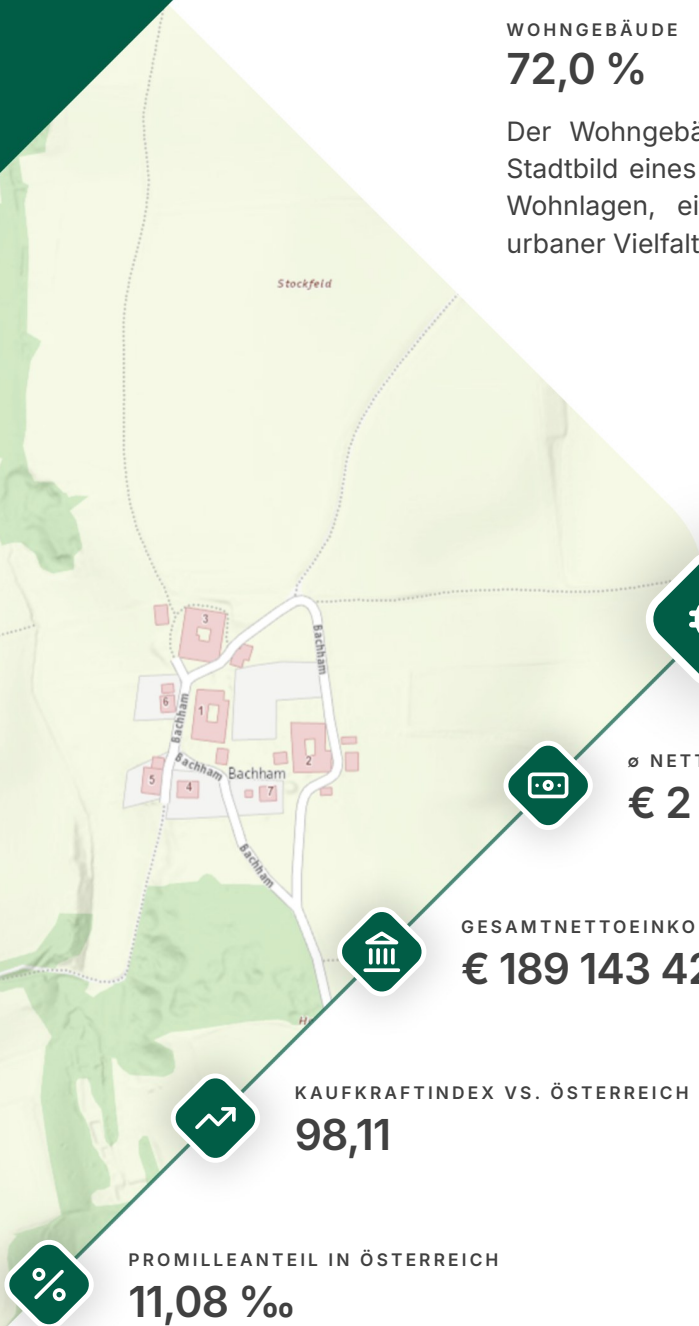 WOHNGEBÄUDE
72,0 %
Der Wohngebä
Stadtbild eines
Wohnlagen, ei
urbaner Vielfalt
Stockfeld
3
Bachham
6
1
Bachham
2
Bachham
5
4
Bachham
7
Bachham
ø NETT
€ 2
GESAMTNETTOEINKO
€ 189 143 42
KAUFKRAFTINDEX VS. ÖSTERREICH
98,11
PROMILLEANTEIL IN ÖSTERREICH
11,08 ‰